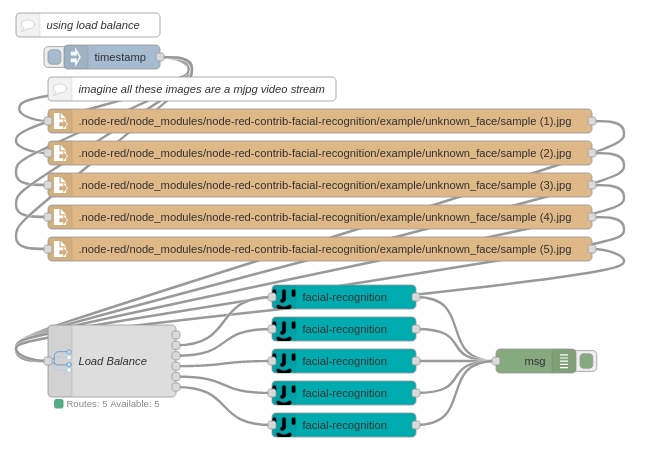 using load balance
timestamp
imagine all these images are a mjpg video stream
.node-red/node_modules/node-red-contrib-facial-recognition/example/unknown_face/sample (1).jpg
.node-red/node_modules/node-red-contrib-facial-recognition/example/unknown_face/sample (2).jpg
.node-red/node_modules/node-red-contrib-facial-recognition/example/unknown_face/sample (3).jpg
.node-red/node_modules/node-red-contrib-facial-recognition/example/unknown_face/sample (4).jpg
.node-red/node_modules/node-red-contrib-facial-recognition/example/unknown_face/sample (5).jpg
facial-recognition
facial-recognition
Load Balance
facial-recognition
msg
facial-recognition
Routes: 5 Available: 5
facial-recognition